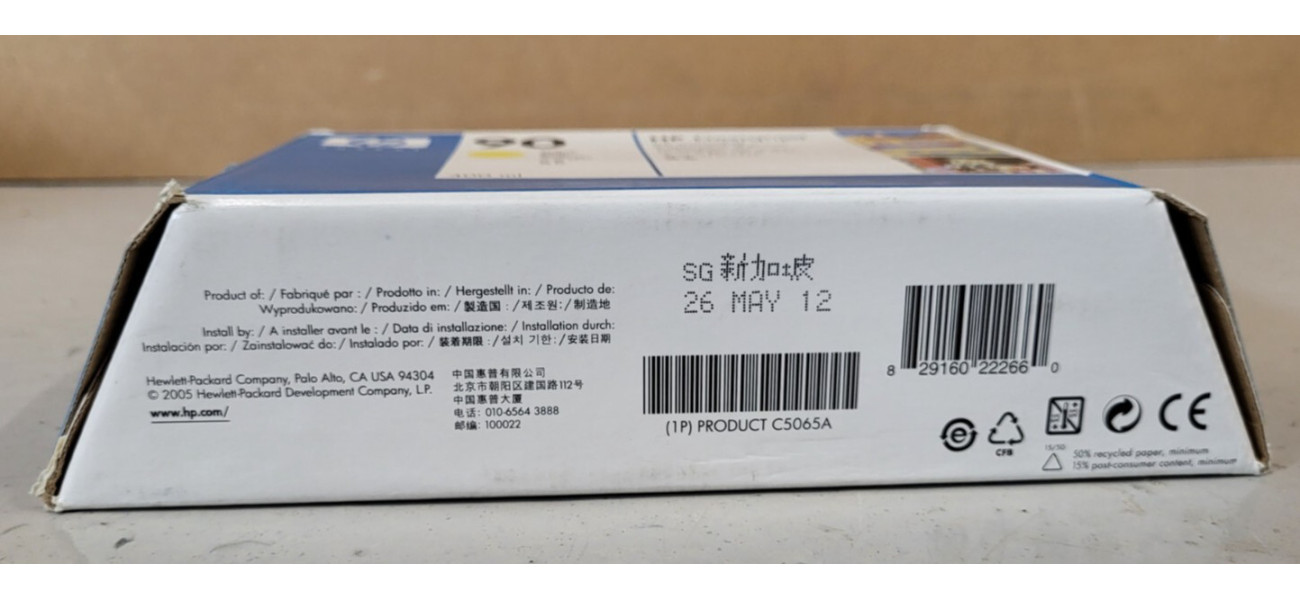 90
SG 新加坡
26 MAY 12
Product of: / Fabriqué par : / Prodotto in: / Hergestellt in: / Producto de:
Wyprodukowano: / Produzido em: / 製造国 : /제조원:/制造地
Install by: / A installer avant le : / Data di installazione: / Installation durch:
Instalación por: / Zainstalować do: / Instalado por: / 装着期限 :/설치 기한:/安装日期
Hewlett-Packard Company, Palo Alto, CA USA 94304
© 2005 Hewlett-Packard Development Company, L.P.
www.hp.com/
中国惠普有限公司
北京市朝阳区建国路112号
中国惠普大厦
电话: 010-6564 3888
邮编: 100022
(1P) PRODUCT C5065A
8 29160 22266 0
e
CFB
CE
50% recycled paper, minimum
15% post-consumer content, minimum